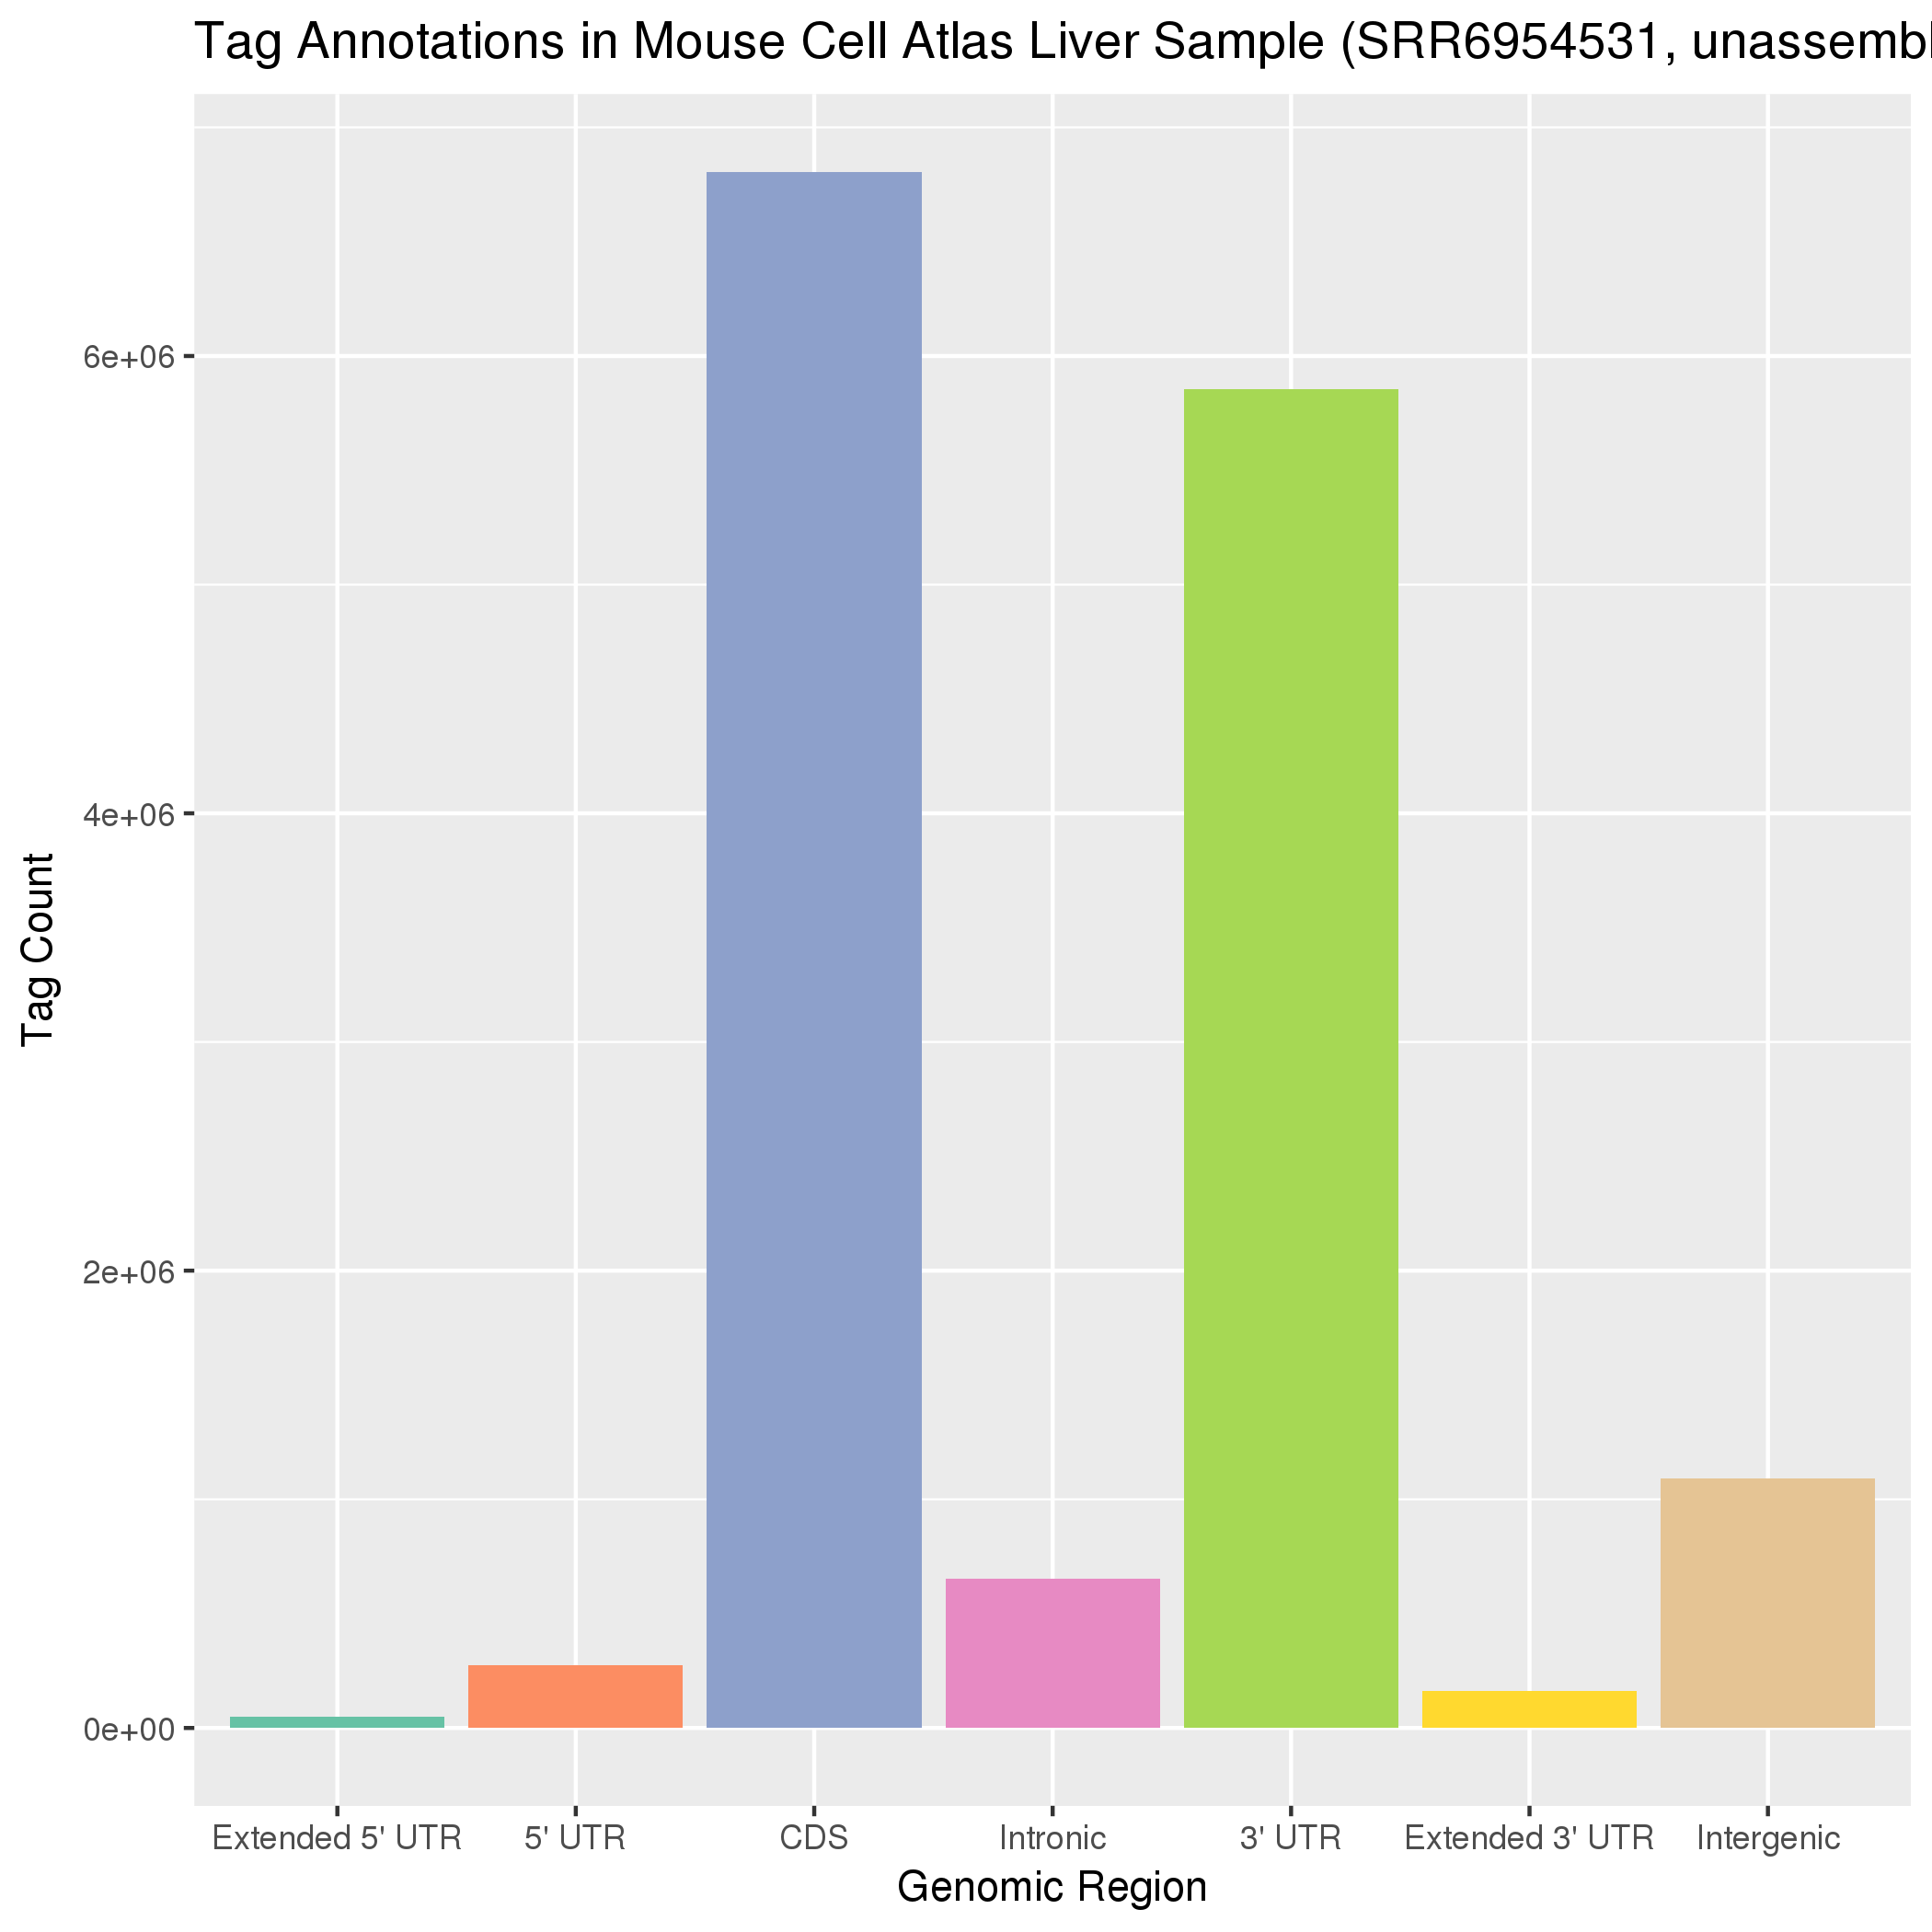 Tag Annotations in Mouse Cell Atlas Liver Sample (SRR6954531, unassembl
6e+06
4e+06
2e+06
0e+00
Tag Count
Extended 5' UTR 5' UTR CDS Intronic 3' UTR Extended 3' UTR Intergenic
Genomic Region